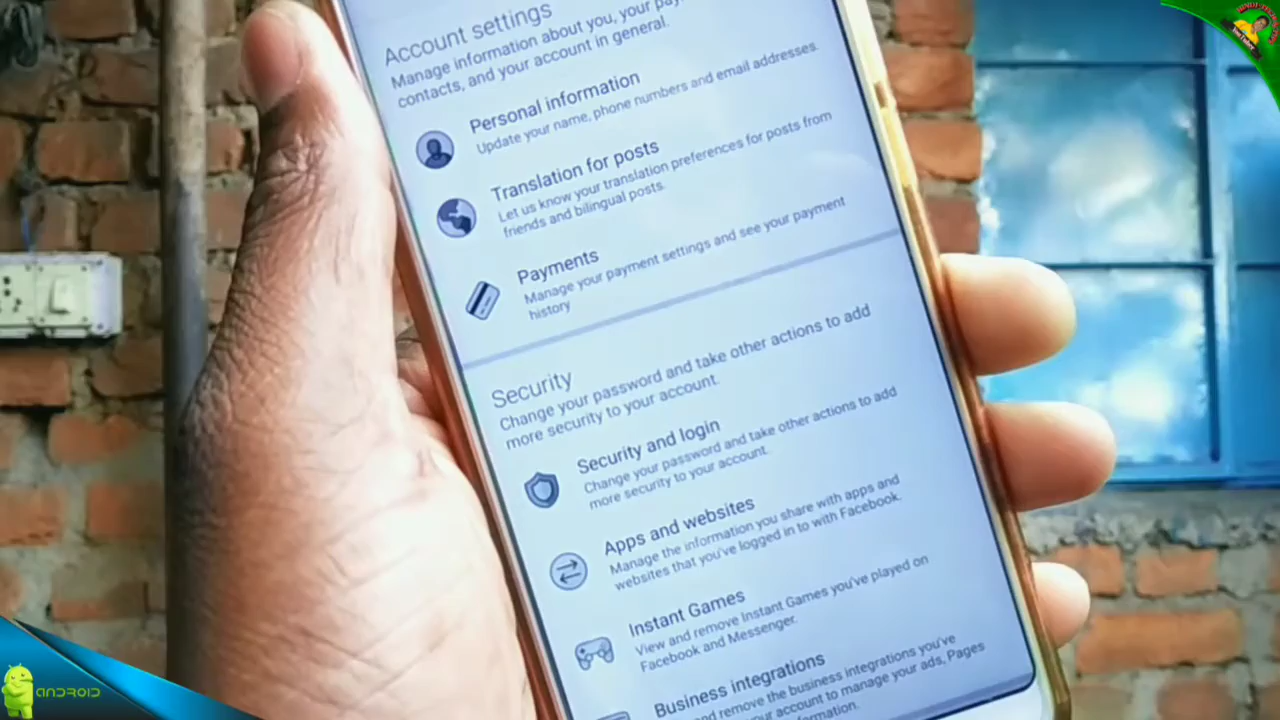 Account settings
Manage information about you, your
contacts, and your account in general.
Personal information
Update your name, phone numbers and email addresses.
Translation for posts
Let us know your translation preferences for posts from
friends and bilingual posts.
Payments
Manage your payment settings and see your payment
history
Security
Change your password and take other actions to add
more security to your account.
Security and login
Change your password and take other actions to add
more security to your account.
Apps and websites
Manage the information you share with apps and
websites that you've logged in to with Facebook.
Instant Games
View and remove Instant Games you've played on
Facebook and Messenger.
Business integrations
and remove the business integrations you've
account to manage your ads, Pages
ANDROID